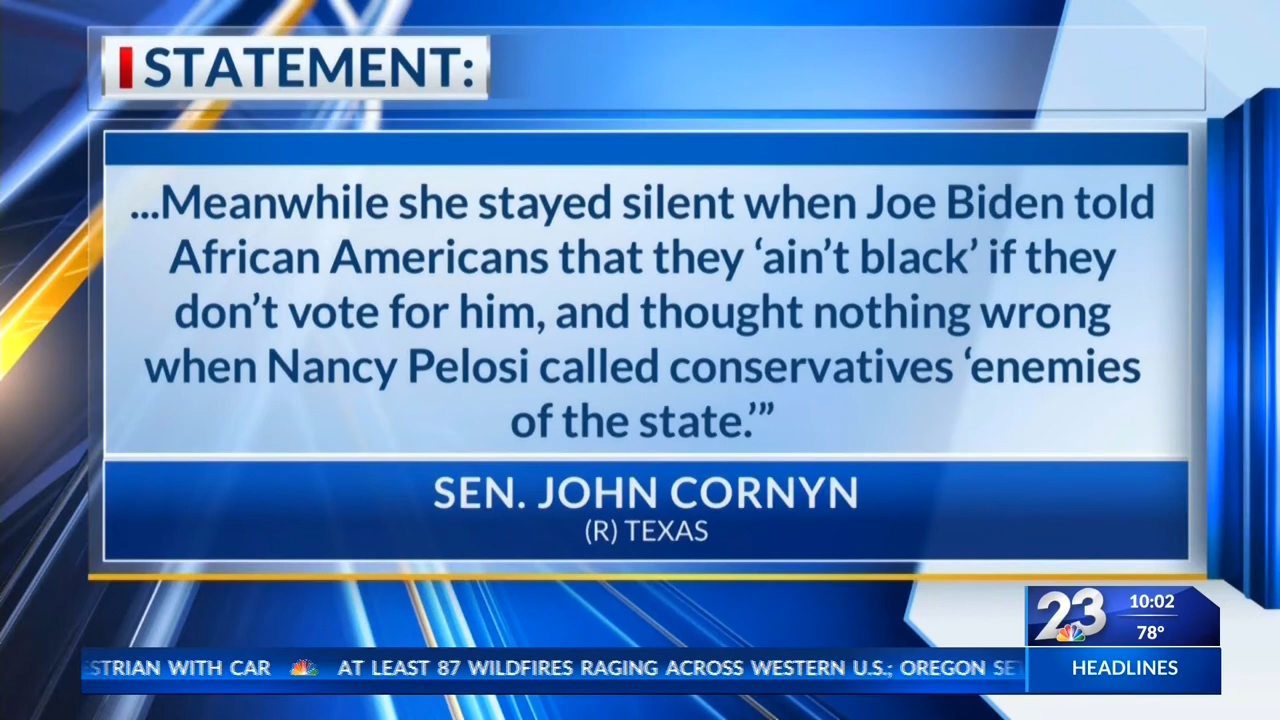 STATEMENT:
...Meanwhile she stayed silent when Joe Biden told
African Americans that they ‘ain’t black’ if they
don’t vote for him, and thought nothing wrong
when Nancy Pelosi called conservatives ‘enemies
of the state.’”
SEN. JOHN CORNYN
(R) TEXAS
23
10:02
78°
STRIAN WITH CAR AT LEAST 87 WILDFIRES RAGING ACROSS WESTERN U.S.; OREGON
HEADLINES